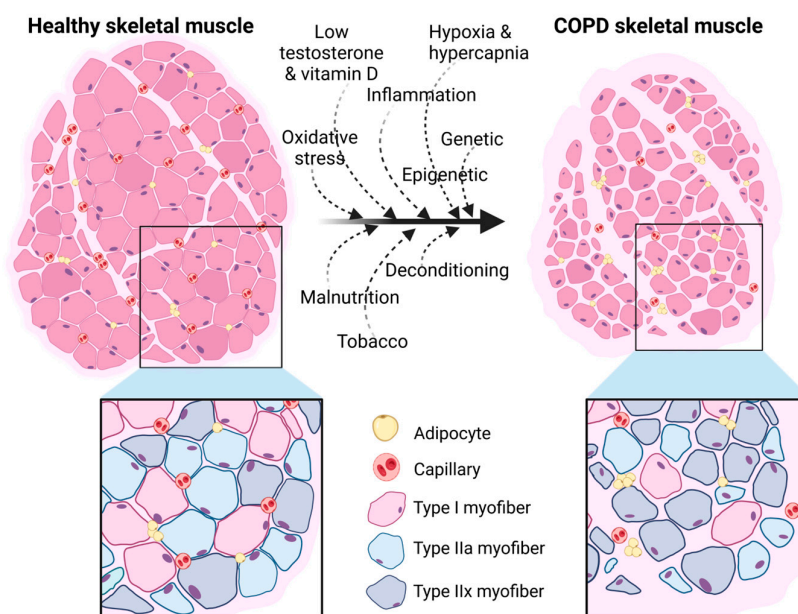 Healthy skeletal muscle
COPD skeletal muscle
Low
testosterone
& vitamin D
Hypoxia &
hypercapnia
Inflammation
Oxidative
stress
Genetic
Epigenetic
Deconditioning
Malnutrition
Tobacco
Adipocyte
Capillary
Type I myofiber
Type IIa myofiber
Type IIx myofiber